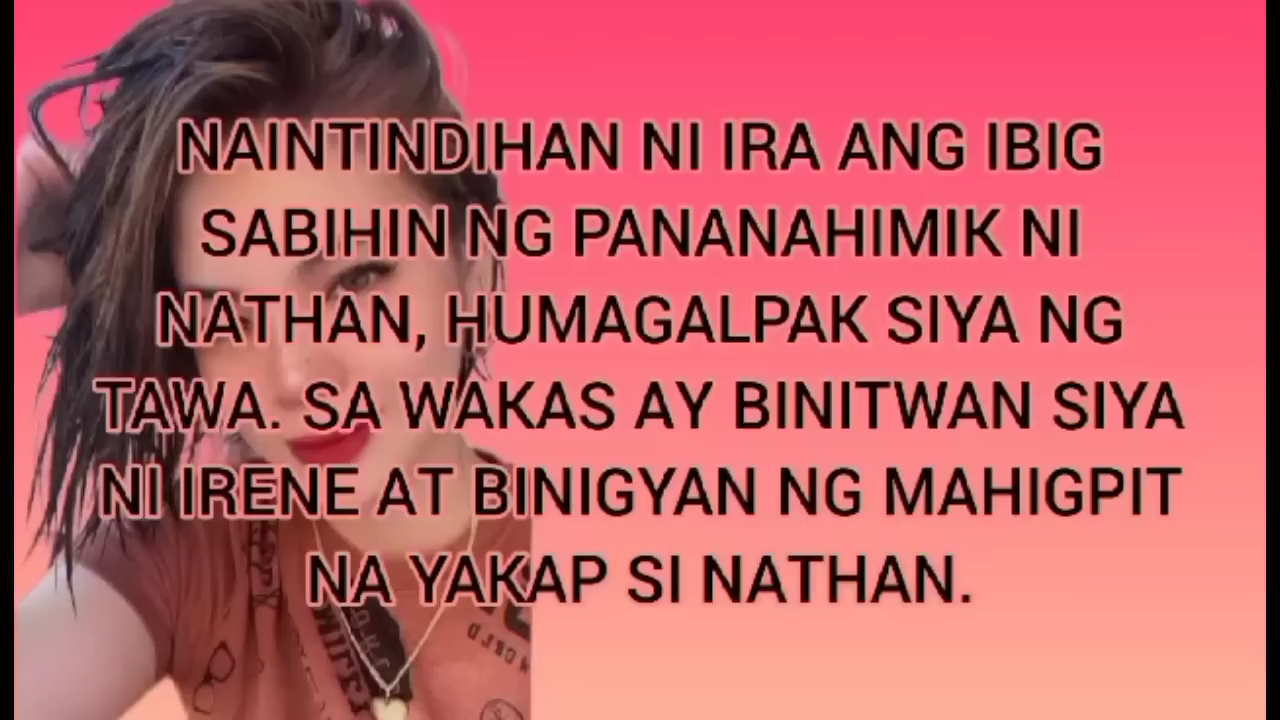 NAINTINDIHAN NI IRA ANG IBIG
SABIHIN NG PANANAHIMIK NI
NATHAN, HUMAGALPAK SIYA NG
TAWA. SA WAKAS AY BINITWAN SIYA
NI IRENE AT BINIGYAN NG MAHIGPIT
NA YAKAP SI NATHAN.
WORLD